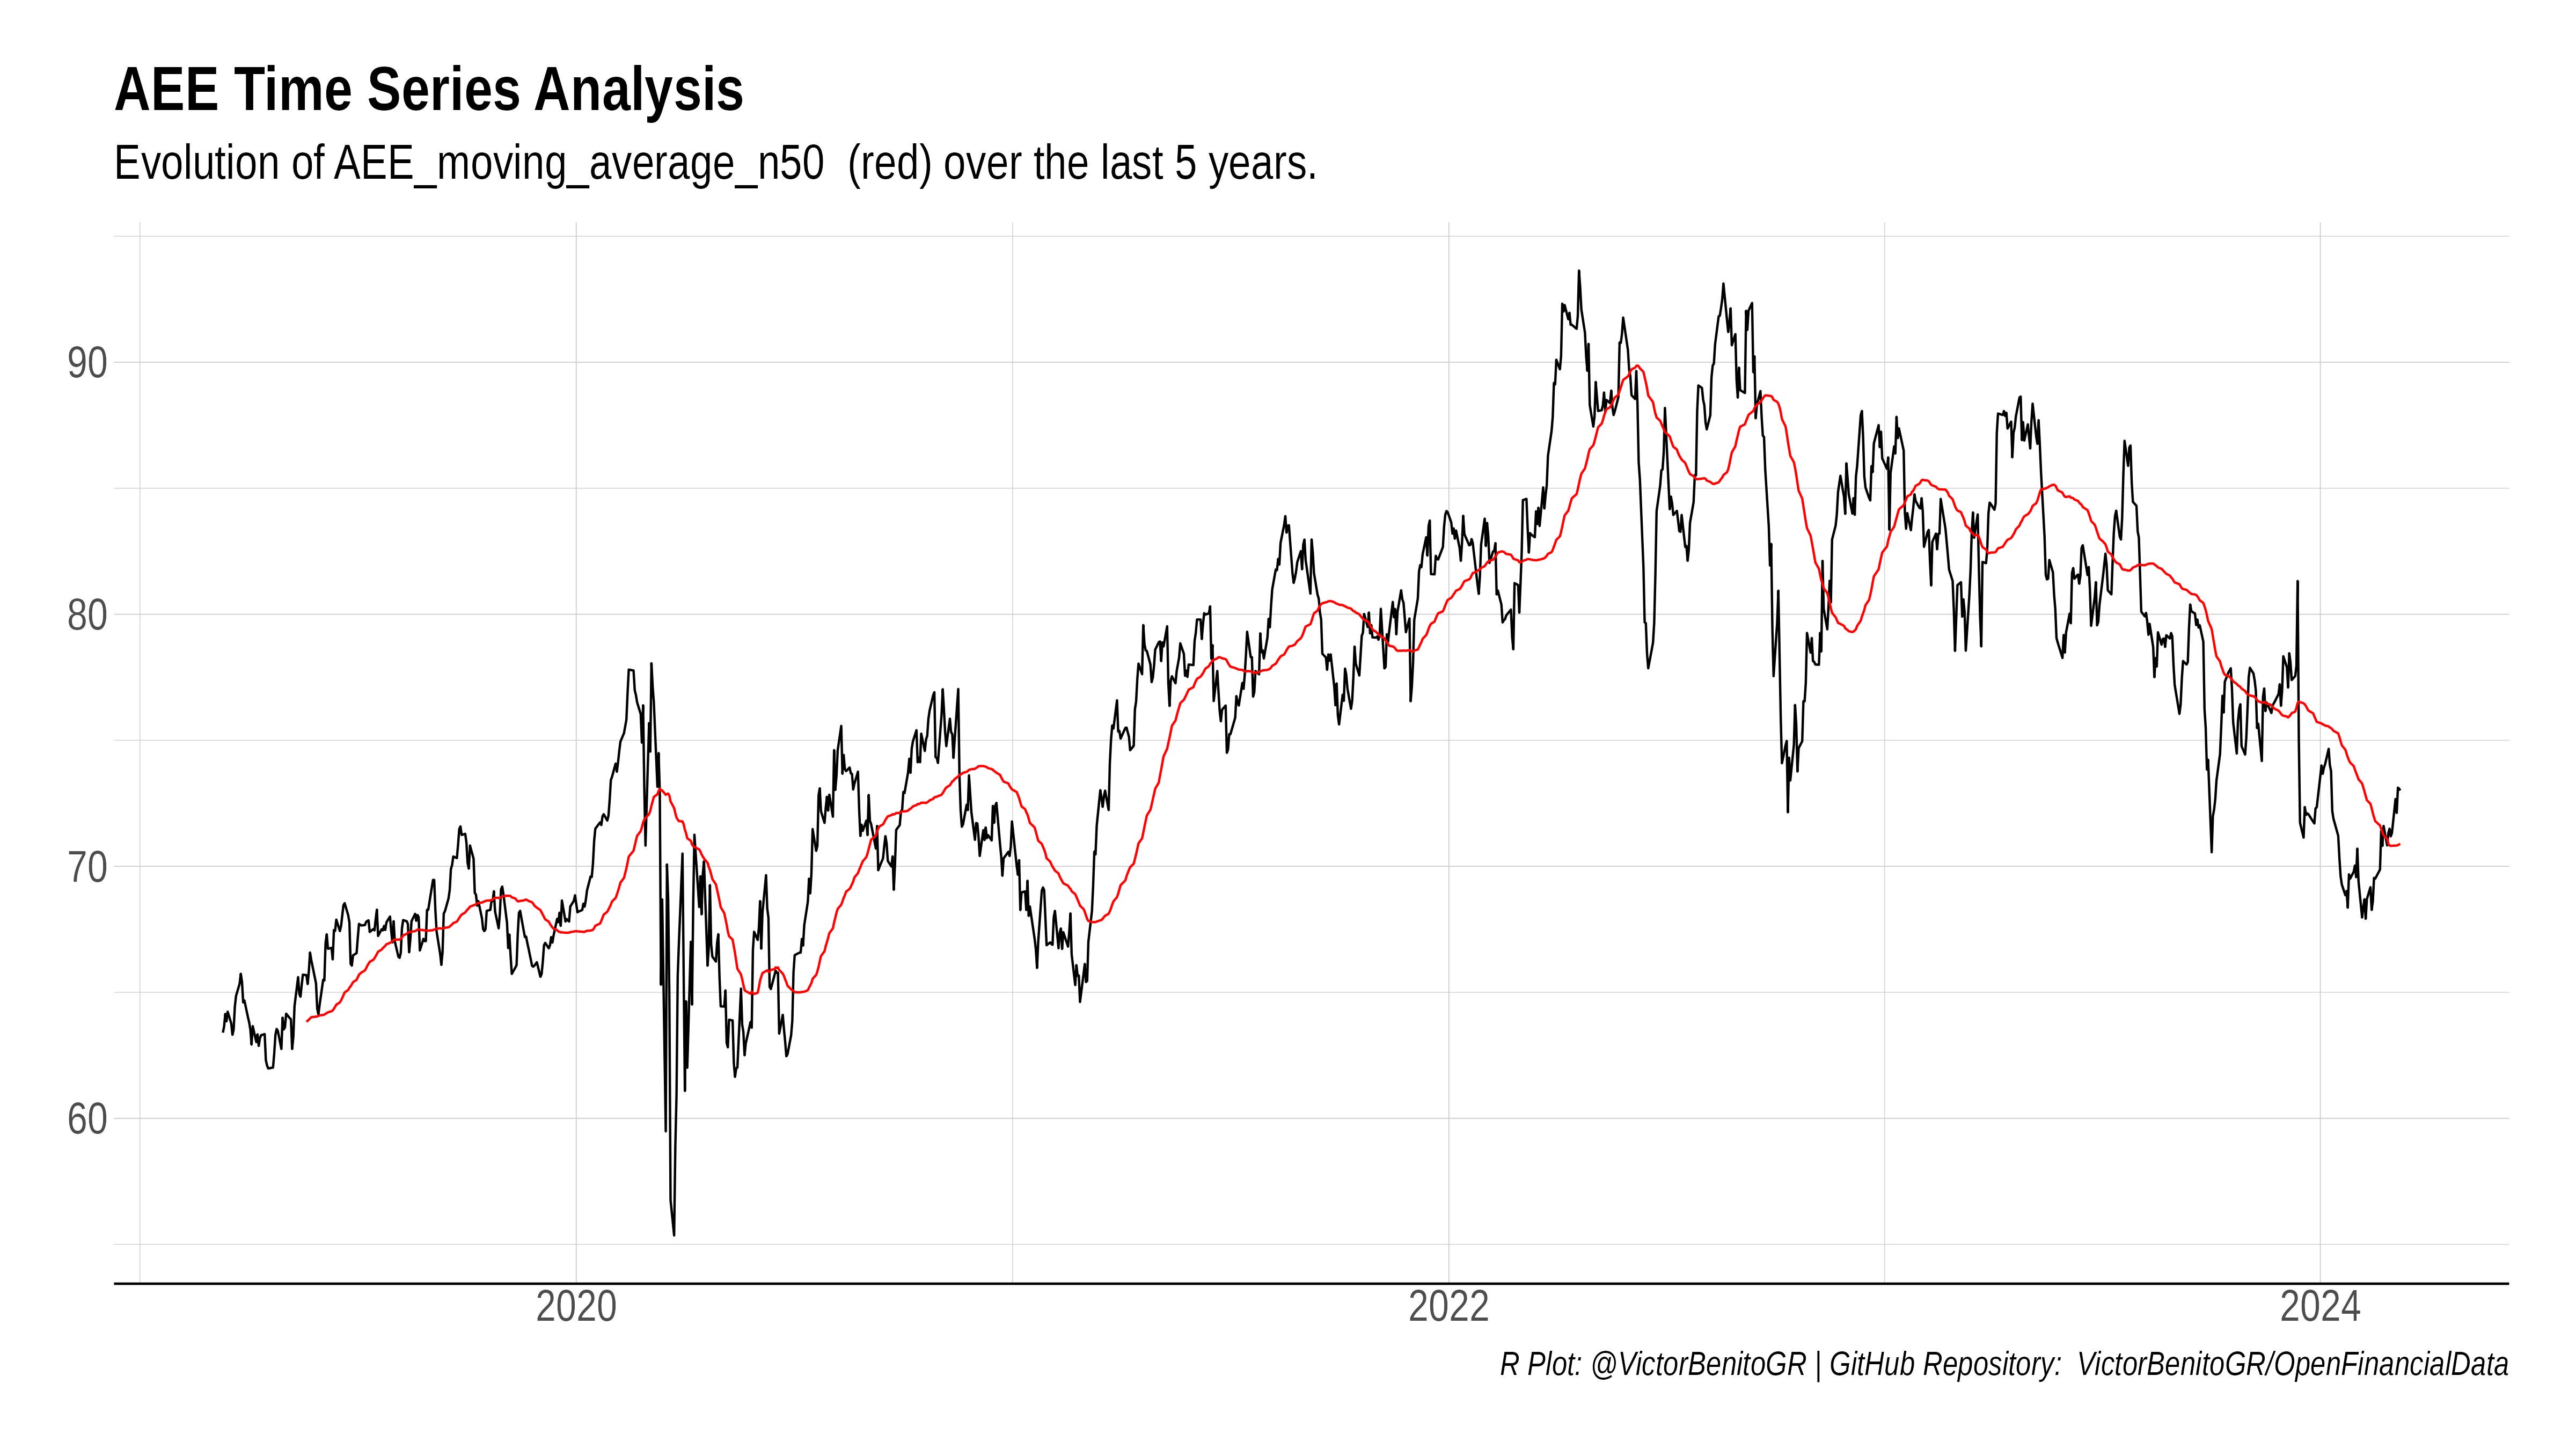 AEE Time Series Analysis
Evolution of AEE_moving_average_n50  (red) over the last 5 years.
90
80
70
60
2020
2022
2024
R Plot: @VictorBenitoGR | GitHub Repository:  VictorBenitoGR/OpenFinancialData